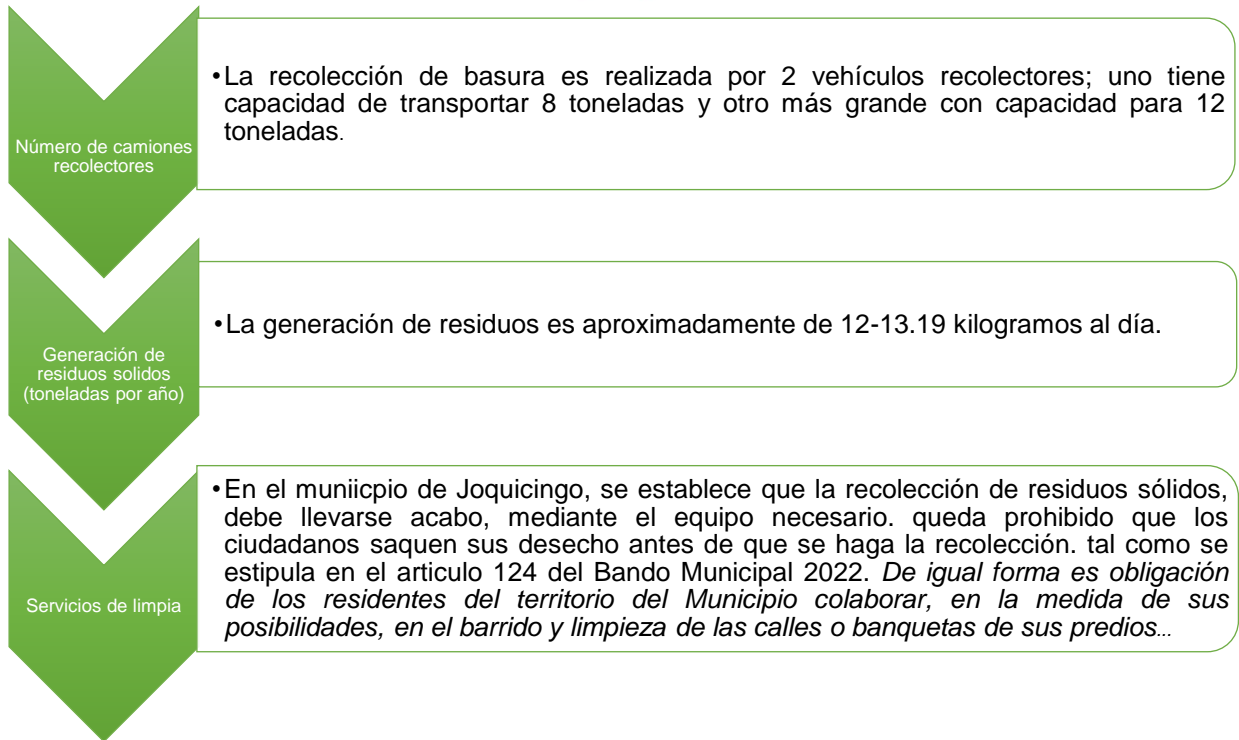 Número de camiones
recolectores
•La recolección de basura es realizada por 2 vehículos recolectores; uno tiene
capacidad de transportar 8 toneladas y otro más grande con capacidad para 12
toneladas.
Generación de
residuos solidos
(toneladas por año)
•La generación de residuos es aproximadamente de 12-13.19 kilogramos al día.
Servicios de limpia
•En el muniicpio de Joquicingo, se establece que la recolección de residuos sólidos,
debe llevarse acabo, mediante el equipo necesario. queda prohibido que los
ciudadanos saquen sus desecho antes de que se haga la recolección. tal como se
estipula en el articulo 124 del Bando Municipal 2022. De igual forma es obligación
de los residentes del territorio del Municipio colaborar, en la medida de sus
posibilidades, en el barrido y limpieza de las calles o banquetas de sus predios...